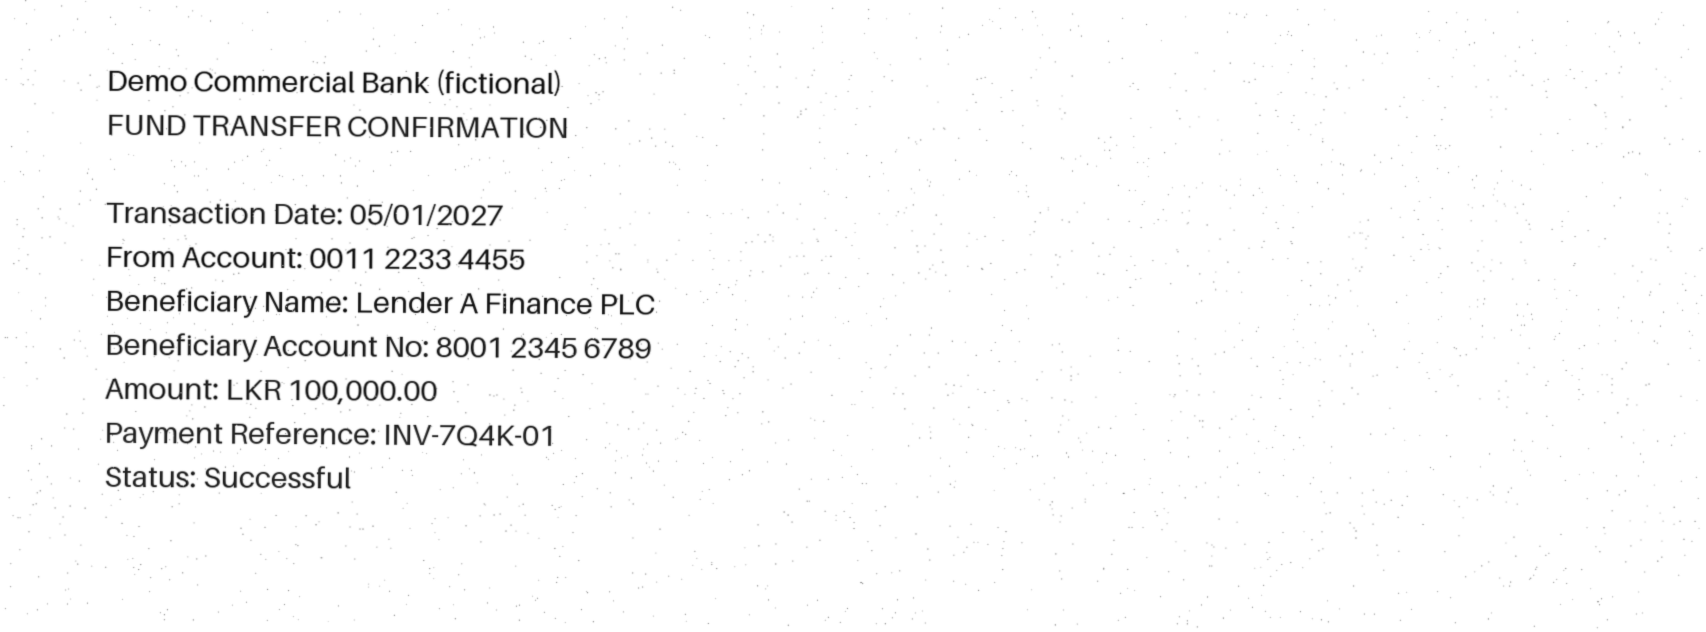 Demo Commercial Bank (fictional)
FUND TRANSFER CONFIRMATION
Transaction Date: 05/01/2027
From Account: 0011 2233 4455
Beneficiary Name: Lender A Finance PLC
Beneficiary Account No: 8001 2345 6789
Amount: LKR 100,000.00
Payment Reference: INV-7Q4K-01
Status: Successful